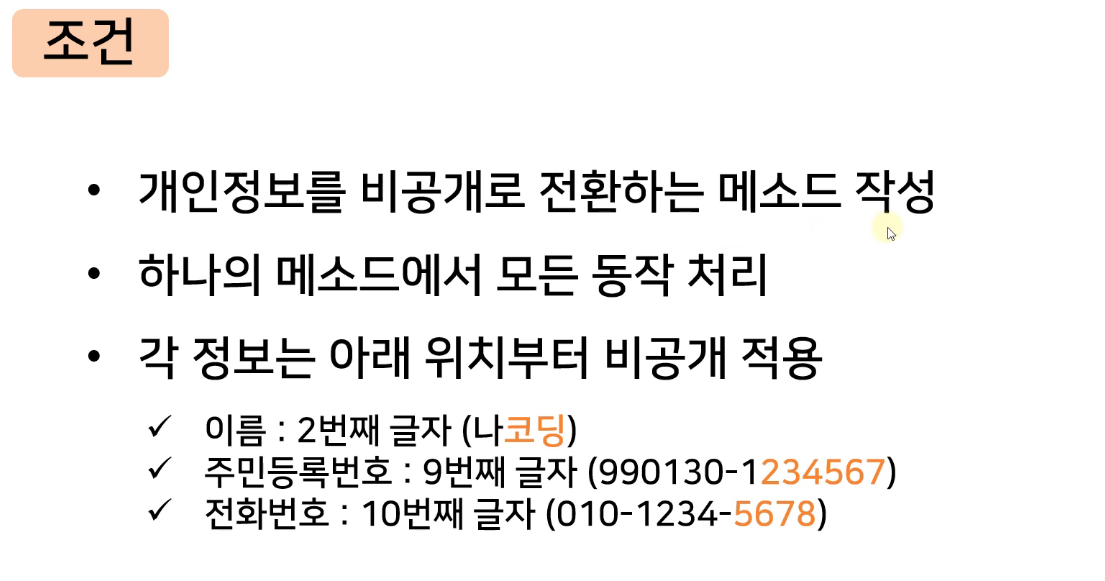 조건
• 개인정보를 비공개로 전환하는 메소드 작성
• 하나의 메소드에서 모든 동작 처리
• 각 정보는 아래 위치부터 비공개 적용
✓ 이름 : 2번째 글자 (나코딩)
✓ 주민등록번호 : 9번째 글자 (990130-1234567)
✓ 전화번호 : 10번째 글자 (010-1234-5678)